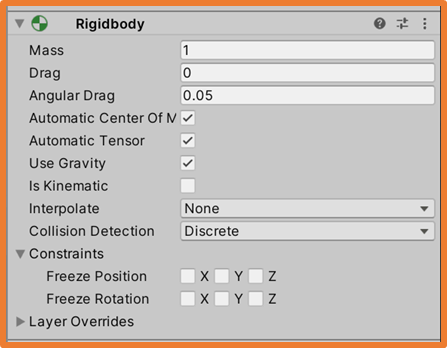 Rigidbody
Mass 1
Drag 0
Angular Drag 0.05
Automatic Center Of M
Automatic Tensor
Use Gravity
Is Kinematic
Interpolate None
Collision Detection Discrete
Constraints
Freeze Position X Y Z
Freeze Rotation X Y Z
Layer Overrides